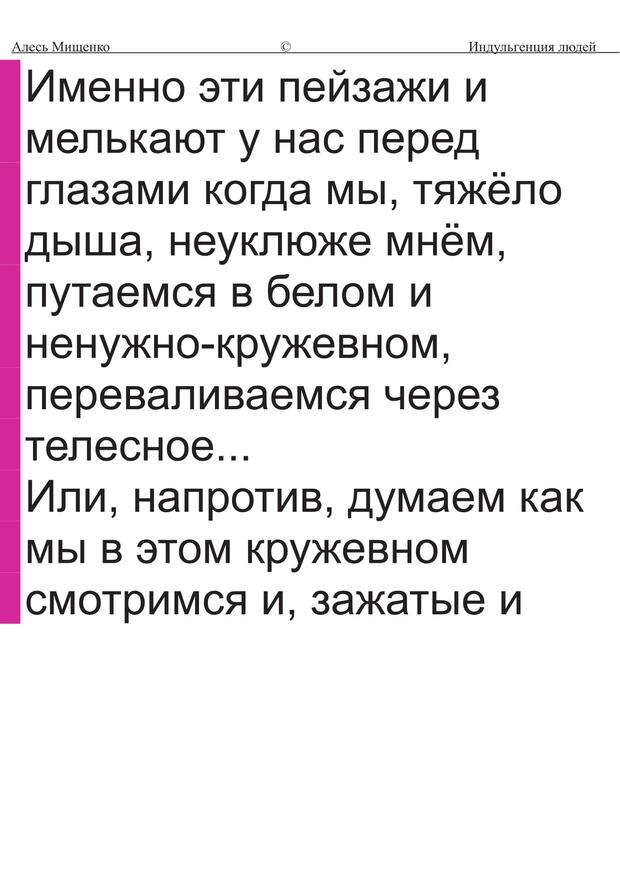 Алесь Мищенко © Индульгенция людей
Именно эти пейзажи и
мелькают у нас перед
глазами когда мы, тяжёло
дыша, неуклюже мнём,
путаемся в белом и
ненужно-кружевном,
переваливаемся через
телесное...
Или, напротив, думаем как
мы в этом кружевном
смотримся и, зажатые и